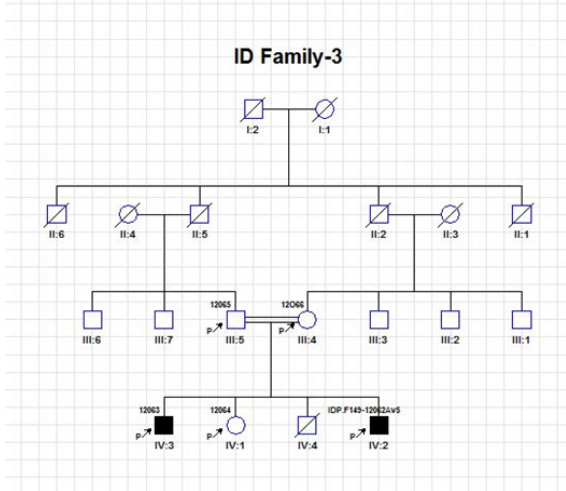 ID Family-3
I:2 I:1
II:6 II:4 II:5 II:2 II:3 II:1
12065 12O66
P P
III:6 III:7 III:5 III:4 III:3 III:2 III:1
12063 12064 IDP.F149-12062Av5
P P P
IV:3 IV:1 IV:4 IV:2